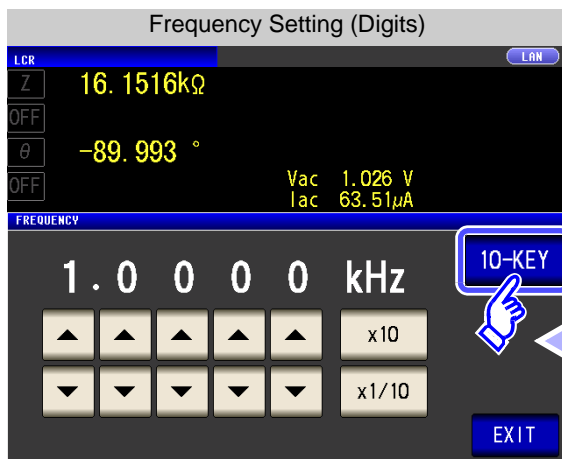 Frequency Setting (Digits)
LCR
LAN
Z 16.1516kΩ
OFF
θ -89.993 °
OFF
Vac 1.026 V
Iac 63.51μA
FREQUENCY
1.0000 kHz
10-KEY
x10
x1/10
EXIT